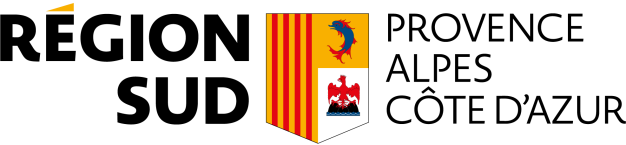 RÉGION
SUD
PROVENCE
ALPES
CÔTE D'AZUR